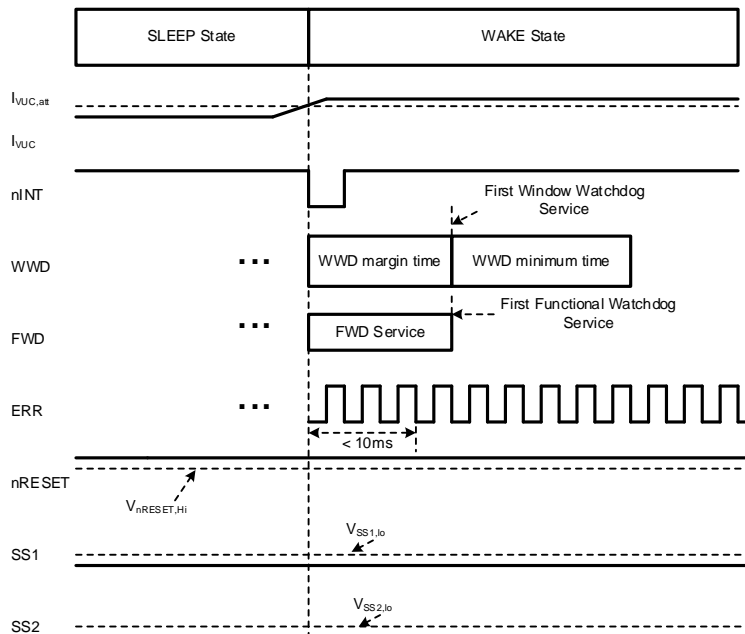 SLEEP State
WAKE State
IVUC,att
IVUC
nINT
First Window Watchdog
Service
WWD
...
WWD margin time
WWD minimum time
First Functional Watchdog
Service
FWD
...
FWD Service
ERR
...
< 10ms
nRESET
VnRESET,Hi
VSS1,lo
SS1
VSS2,lo
SS2